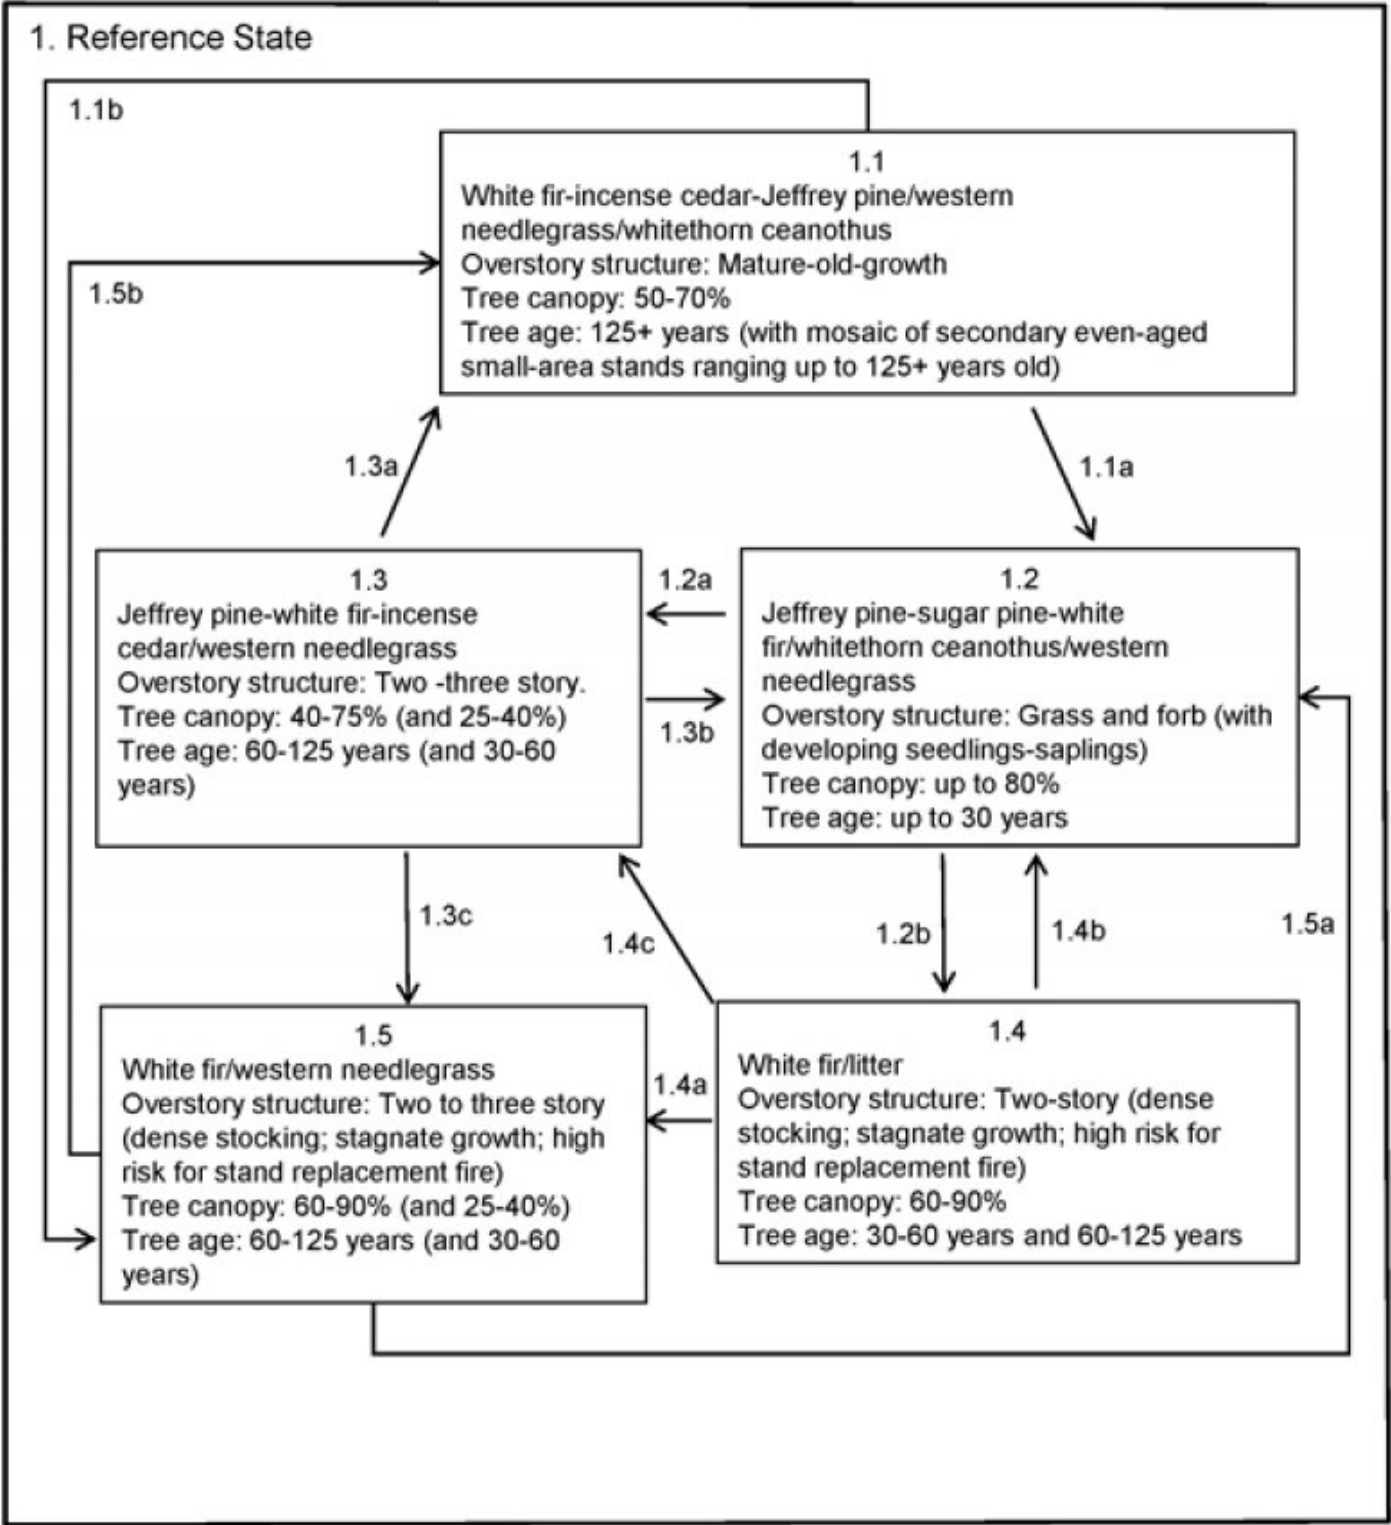 1. Reference State
1.1b
1.1
White fir-incense cedar-Jeffrey pine/western
needlegrass/whitethorn ceanothus
Overstory structure: Mature-old-growth
Tree canopy: 50-70%
Tree age: 125+ years (with mosaic of secondary even-aged
small-area stands ranging up to 125+ years old)
1.5b
1.3a
1.1a
1.3
Jeffrey pine-white fir-incense
cedar/western needlegrass
Overstory structure: Two -three story.
Tree canopy: 40-75% (and 25-40%)
Tree age: 60-125 years (and 30-60
years)
1.2a
1.3b
1.2
Jeffrey pine-sugar pine-white
fir/whitethorn ceanothus/western
needlegrass
Overstory structure: Grass and forb (with
developing seedlings-saplings)
Tree canopy: up to 80%
Tree age: up to 30 years
1.3c
1.4c
1.2b
1.4b
1.5a
1.5
White fir/western needlegrass
Overstory structure: Two to three story
(dense stocking; stagnate growth; high
risk for stand replacement fire)
Tree canopy: 60-90% (and 25-40%)
Tree age: 60-125 years (and 30-60
years)
1.4a
1.4
White fir/litter
Overstory structure: Two-story (dense
stocking; stagnate growth; high risk for
stand replacement fire)
Tree canopy: 60-90%
Tree age: 30-60 years and 60-125 years